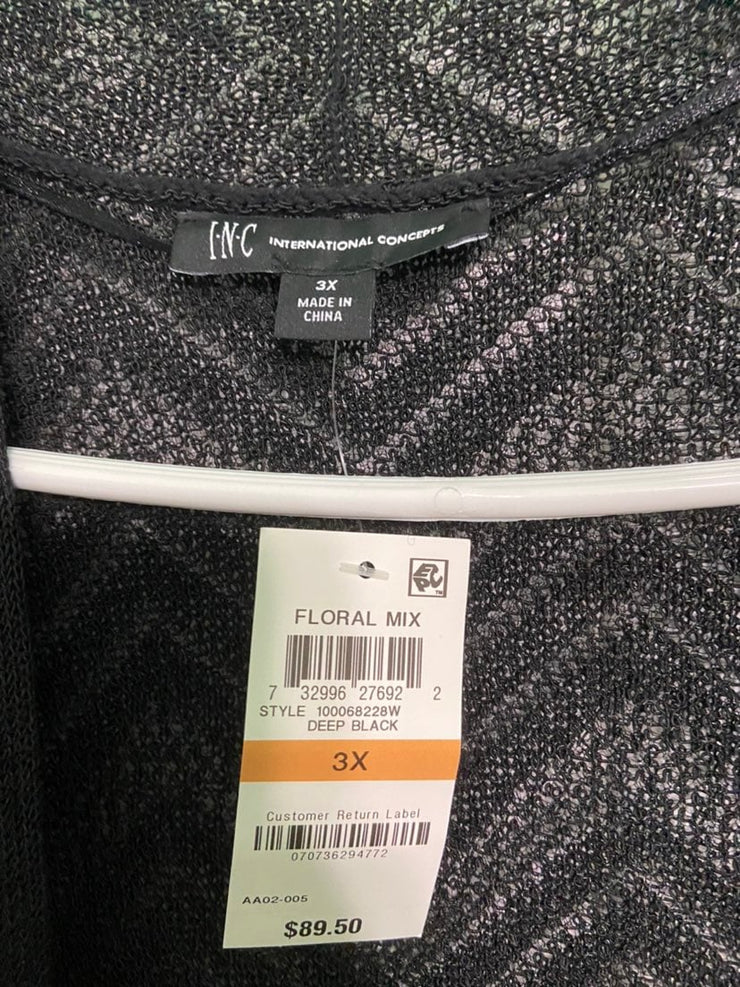 I·N·C INTERNATIONAL CONCEPTS
3X
MADE IN
CHINA
EPC™
FLORAL MIX
7 32996 27692 2
STYLE 100068228W
DEEP BLACK
3X
Customer Return Label
070736294772
AA02-005
$89.50